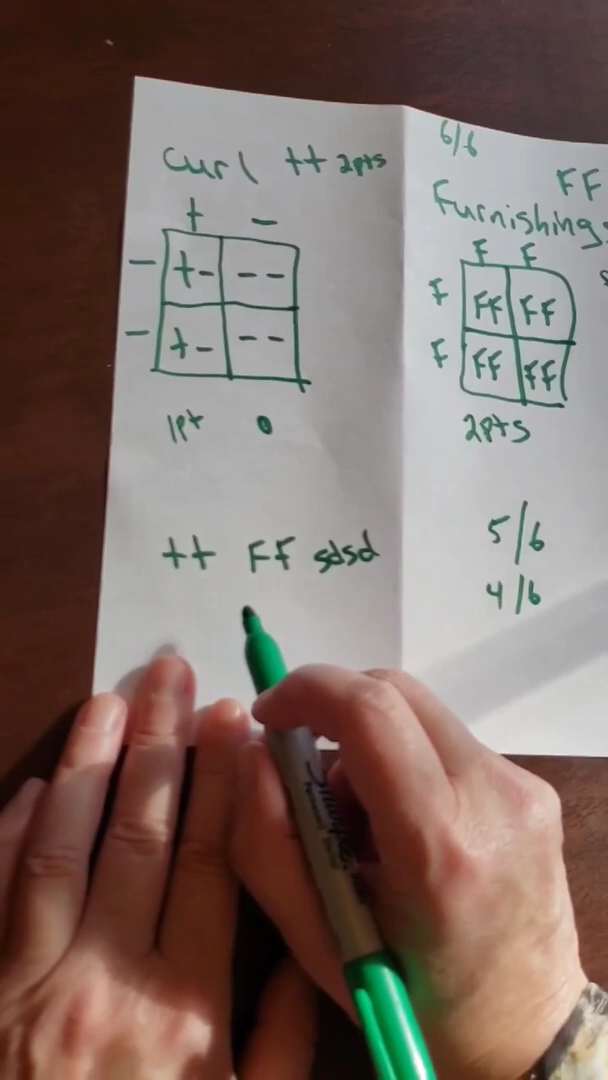 Curl ++ 2pts
+ -
- +- --
- +- --
1pt 0
++ FF sdsd
6/6
FF
Furnishings
F F
F FF FF
F FF FF
2pts
5/6
4/6
Sharpie